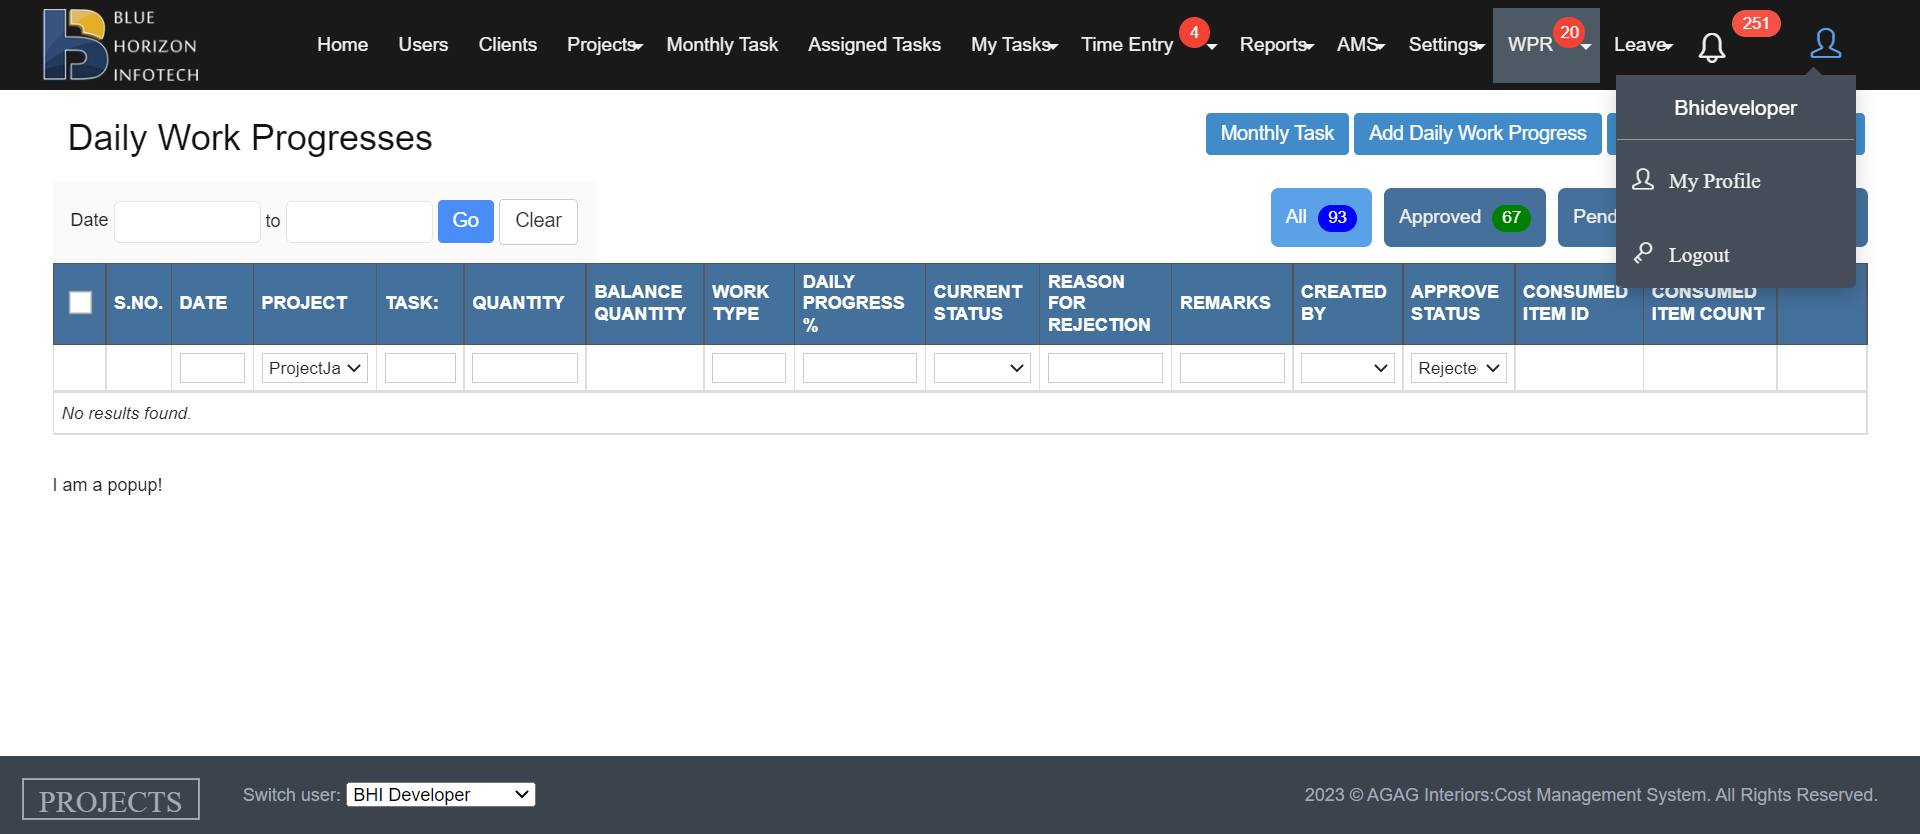 BLUE
HORIZON
INFOTECH
Home Users Clients Projects Monthly Task Assigned Tasks My Tasks Time Entry 4 Reports AMS Settings WPR 20 Leave 251
Bhideveloper
My Profile
Logout
Daily Work Progresses
Monthly Task Add Daily Work Progress
Date to Go Clear
All 93 Approved 67 Pend
S.NO. DATE PROJECT TASK: QUANTITY BALANCE QUANTITY WORK TYPE DAILY PROGRESS % CURRENT STATUS REASON FOR REJECTION REMARKS CREATED BY APPROVE STATUS CONSUMED ITEM ID CONSUMED ITEM COUNT
ProjectJa Rejecte
No results found.
I am a popup!
PROJECTS Switch user: BHI Developer 2023 © AGAG Interiors:Cost Management System. All Rights Reserved.